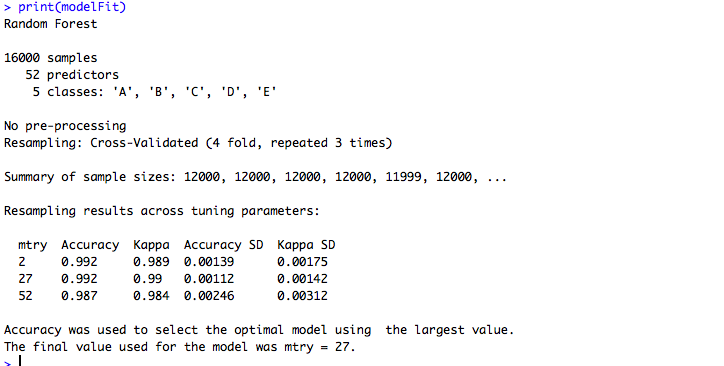 > print(modelFit)
Random Forest
16000 samples
52 predictors
5 classes: 'A', 'B', 'C', 'D', 'E'
No pre-processing
Resampling: Cross-Validated (4 fold, repeated 3 times)
Summary of sample sizes: 12000, 12000, 12000, 12000, 11999, 12000, ...
Resampling results across tuning parameters:
mtry Accuracy Kappa Accuracy SD Kappa SD
2 0.992 0.989 0.00139 0.00175
27 0.992 0.99 0.00112 0.00142
52 0.987 0.984 0.00246 0.00312
Accuracy was used to select the optimal model using  the largest value.
The final value used for the model was mtry = 27.
>